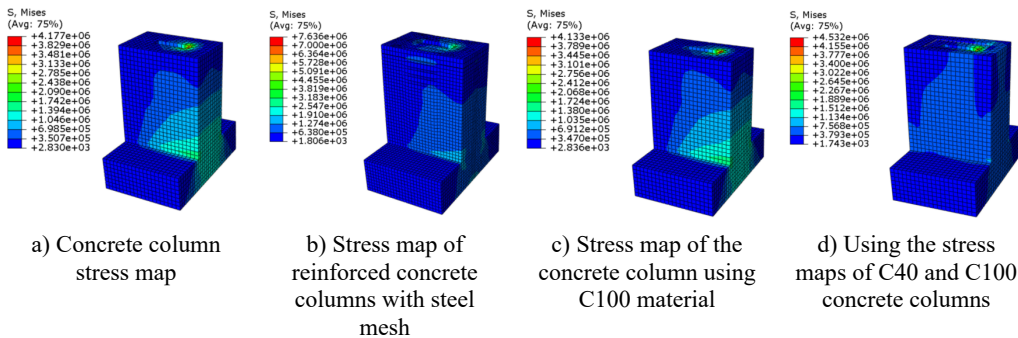 S, Mises
(Avg: 75%)
+4.177e+06
+3.829e+06
+3.481e+06
+3.133e+06
+2.785e+06
+2.438e+06
+2.090e+06
+1.742e+06
+1.394e+06
+1.046e+06
+6.985e+05
+3.507e+05
+2.830e+03
a) Concrete column
stress map
S, Mises
(Avg: 75%)
+7.636e+06
+7.000e+06
+6.364e+06
+5.728e+06
+5.091e+06
+4.455e+06
+3.819e+06
+3.183e+06
+2.547e+06
+1.910e+06
+1.274e+06
+6.380e+05
+1.806e+03
b) Stress map of
reinforced concrete
columns with steel
mesh
S, Mises
(Avg: 75%)
+4.133e+06
+3.789e+06
+3.445e+06
+3.101e+06
+2.756e+06
+2.412e+06
+2.068e+06
+1.724e+06
+1.380e+06
+1.035e+06
+6.912e+05
+3.470e+05
+2.836e+03
c) Stress map of the
concrete column using
C100 material
S, Mises
(Avg: 75%)
+4.532e+06
+4.155e+06
+3.777e+06
+3.400e+06
+3.022e+06
+2.645e+06
+2.267e+06
+1.889e+06
+1.512e+06
+1.134e+06
+7.568e+05
+3.793e+05
+1.743e+03
d) Using the stress
maps of C40 and C100
concrete columns